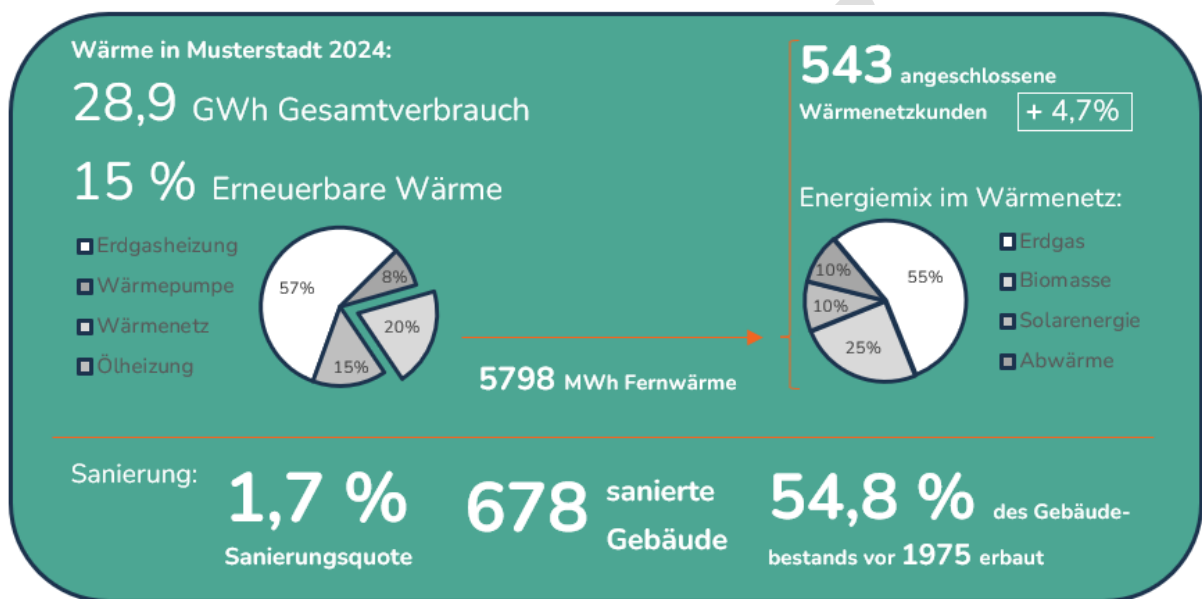 Wärme in Musterstadt 2024:
28,9 GWh Gesamtverbrauch
15 % Erneuerbare Wärme
Erdgasheizung
Wärmepumpe
Wärmenetz
Ölheizung
57%
8%
20%
15%
5798 MWh Fernwärme
543 angeschlossene
Wärmenetzkunden + 4,7%
Energiemix im Wärmenetz:
10%
55%
10%
25%
Erdgas
Biomasse
Solarenergie
Abwärme
Sanierung:
1,7 %
Sanierungsquote
678 sanierte
Gebäude
54,8 % des Gebäude-
bestands vor 1975 erbaut